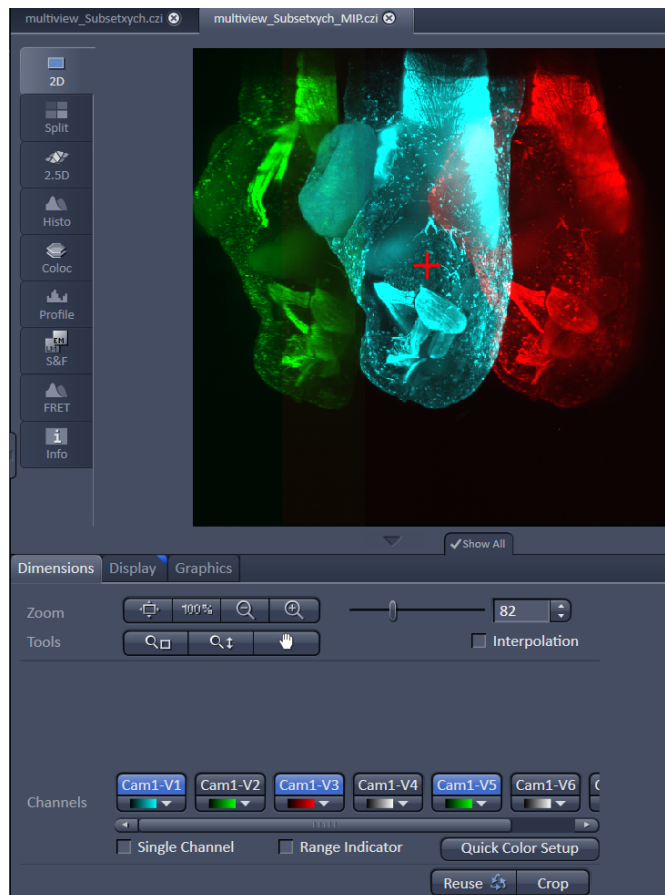 multiview_Subsetxych.czi
multiview_Subsetxych_MIP.czi
2D
Split
2.5D
Histo
Coloc
Profile
EM
S&F
FRET
i
Info
Show All
Dimensions
Display
Graphics
Zoom
100%
82
Tools
Interpolation
Channels
Cam1-V1
Cam1-V2
Cam1-V3
Cam1-V4
Cam1-V5
Cam1-V6
Single Channel
Range Indicator
Quick Color Setup
Reuse
Crop